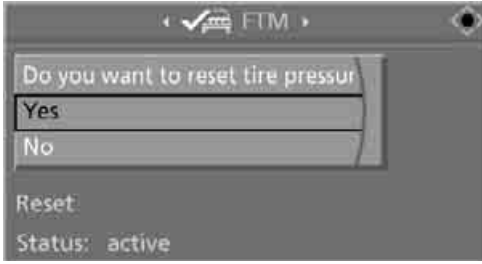 FTM
Do you want to reset tire pressur
Yes
No
Reset
Status: active